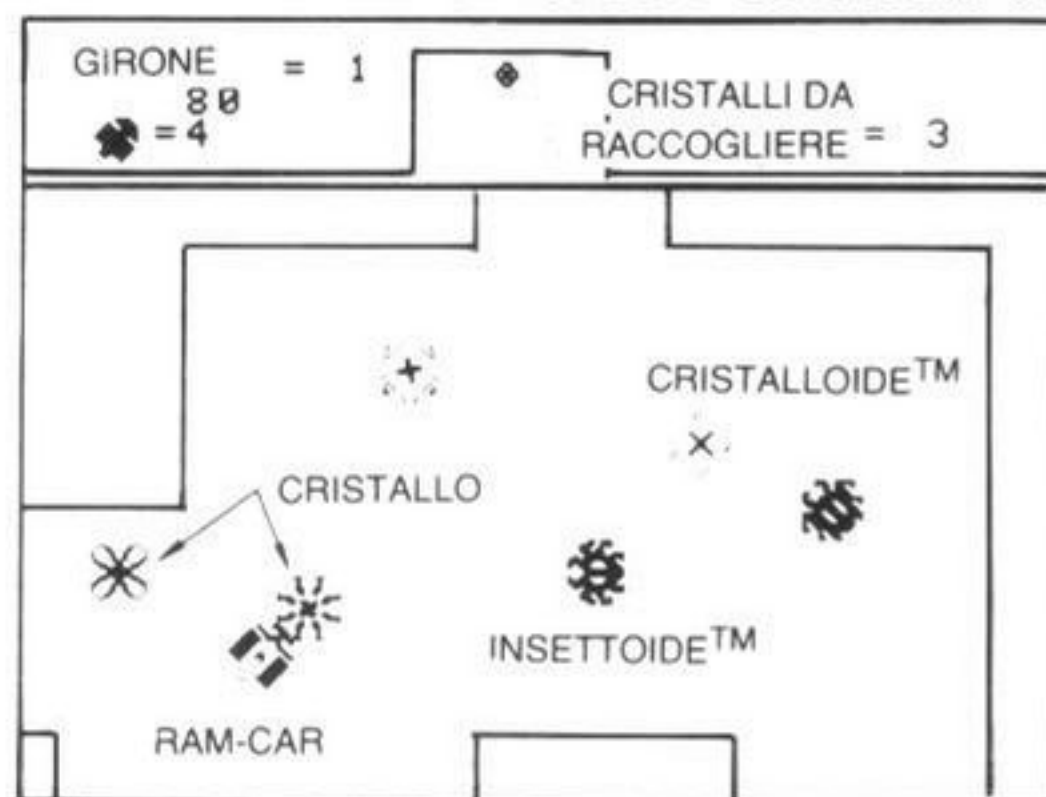 GIRONE = 1
80
= 4
CRISTALLI DA
RACCOGLIERE = 3
CRISTALLOIDE™
CRISTALLO
INSETTOIDE™
RAM-CAR